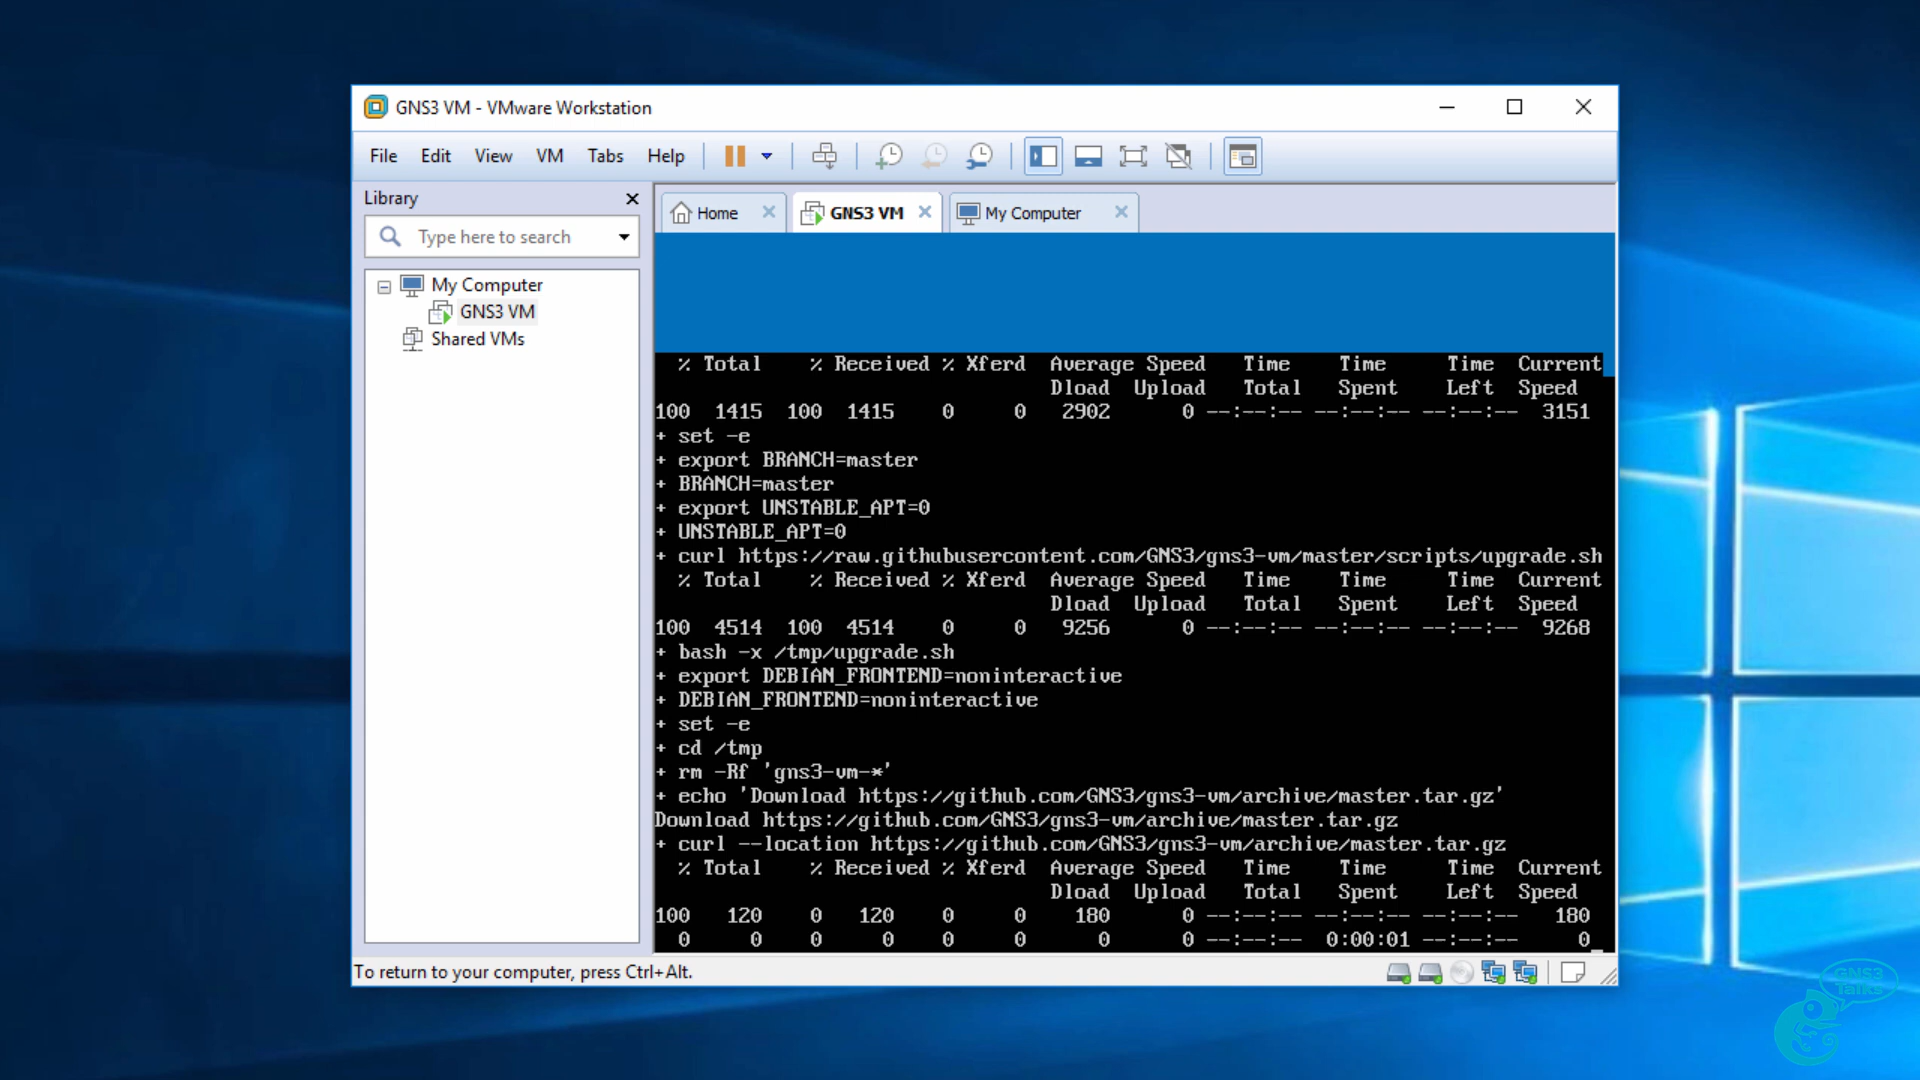 GNS3 VM - VMware Workstation
File Edit View VM Tabs Help
Library
Type here to search
My Computer
GNS3 VM
Shared VMs
Home GNS3 VM My Computer
% Total % Received % Xferd Average Speed Time Time Time Current
Dload Upload Total Spent Left Speed
100 1415 100 1415 0 0 2902 0 --:--:-- --:--:-- --:--:-- 3151
+ set -e
+ export BRANCH=master
+ BRANCH=master
+ export UNSTABLE_APT=0
+ UNSTABLE_APT=0
+ curl https://raw.githubusercontent.com/GNS3/gns3-vm/master/scripts/upgrade.sh
% Total % Received % Xferd Average Speed Time Time Time Current
Dload Upload Total Spent Left Speed
100 4514 100 4514 0 0 9256 0 --:--:-- --:--:-- --:--:-- 9268
+ bash -x /tmp/upgrade.sh
+ export DEBIAN_FRONTEND=noninteractive
+ DEBIAN_FRONTEND=noninteractive
+ set -e
+ cd /tmp
+ rm -Rf 'gns3-vm-*'
+ echo 'Download https://github.com/GNS3/gns3-vm/archive/master.tar.gz'
Download https://github.com/GNS3/gns3-vm/archive/master.tar.gz
+ curl --location https://github.com/GNS3/gns3-vm/archive/master.tar.gz
% Total % Received % Xferd Average Speed Time Time Time Current
Dload Upload Total Spent Left Speed
100 120 0 120 0 0 180 0 --:--:-- --:--:-- --:--:-- 180
0 0 0 0 0 0 0 0 --:--:-- 0:00:01 --:--:-- 0_
To return to your computer, press Ctrl+Alt.
GNS3
Talks